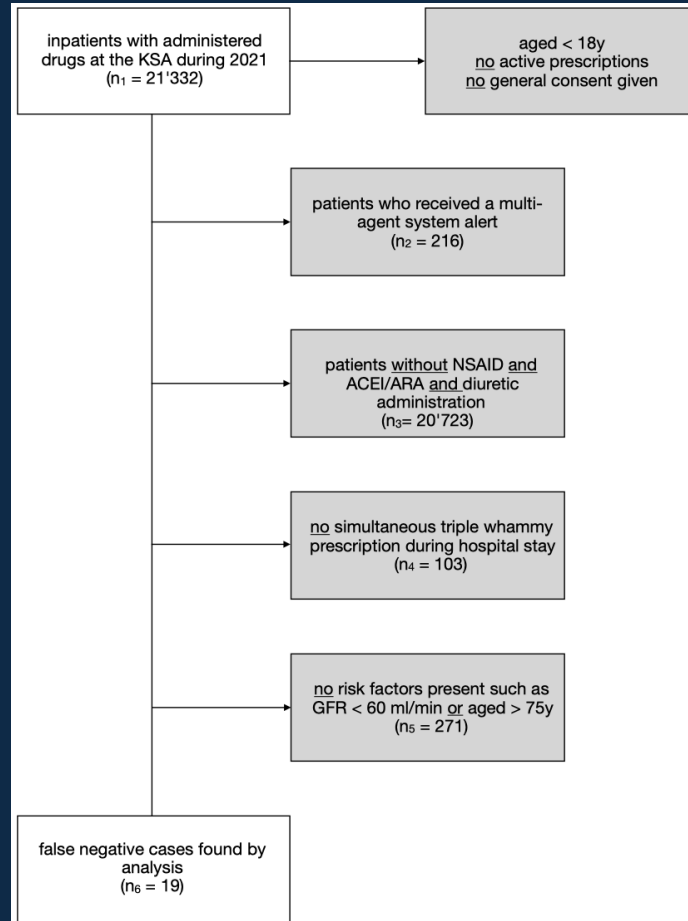 inpatients with administered
drugs at the KSA during 2021
(n₁ = 21'332)
aged < 18y
no active prescriptions
no general consent given
patients who received a multi-
agent system alert
(n₂ = 216)
patients without NSAID and
ACEI/ARA and diuretic
administration
(n₃= 20'723)
no simultaneous triple whammy
prescription during hospital stay
(n₄ = 103)
no risk factors present such as
GFR < 60 ml/min or aged > 75y
(n₅ = 271)
false negative cases found by
analysis
(n₆ = 19)